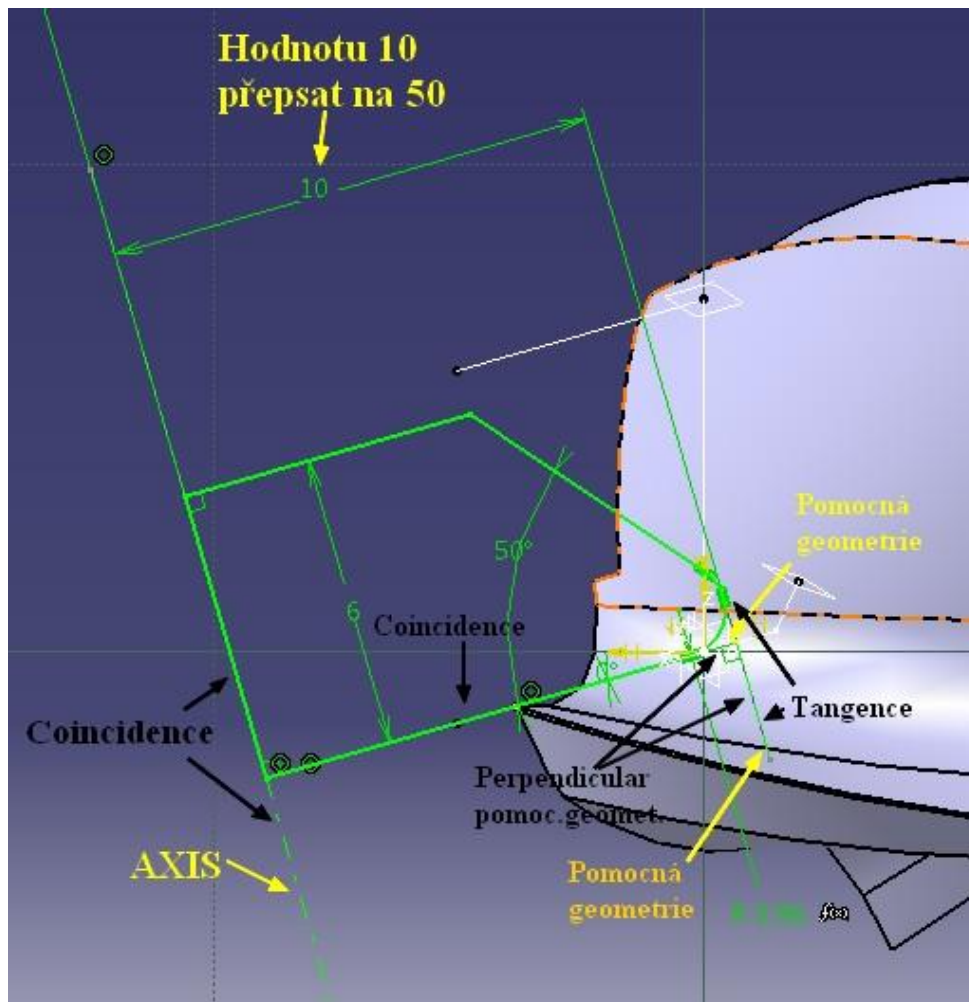 Hodnotu 10
přepsat na 50
10
Pomocná
geometrie
50°
6
Coincidence
Z
Coincidence
Tangence
Perpendicular
pomoc.geomet.
AXIS
Pomocná
geometrie
f(x)